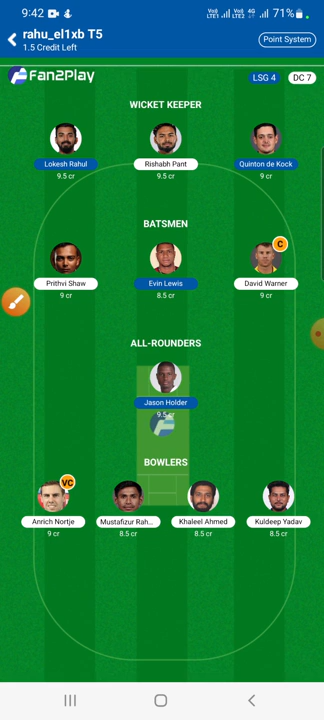 9:42 71%
rahu_el1xb T5
1.5 Credit Left
Point System
Fan2Play LSG 4 DC 7
WICKET KEEPER
Lokesh Rahul Rishabh Pant Quinton de Kock
9.5 cr 9.5 cr 9 cr
BATSMEN
C
Prithvi Shaw Evin Lewis David Warner
9 cr 8.5 cr 9 cr
ALL-ROUNDERS
Jason Holder
9.5 cr
BOWLERS
VC
Anrich Nortje Mustafizur Rah... Khaleel Ahmed Kuldeep Yadav
9 cr 8.5 cr 8.5 cr 8.5 cr